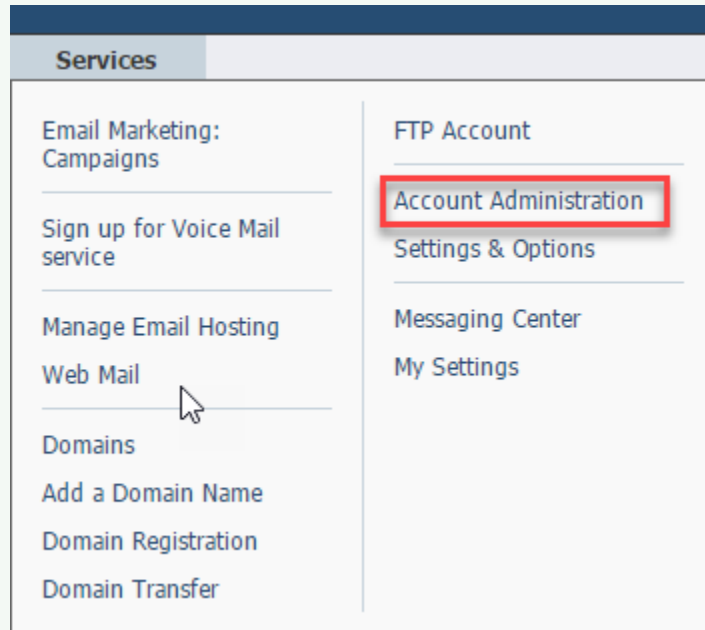 Services
Email Marketing:
Campaigns
Sign up for Voice Mail
service
Manage Email Hosting
Web Mail
Domains
Add a Domain Name
Domain Registration
Domain Transfer
FTP Account
Account Administration
Settings & Options
Messaging Center
My Settings